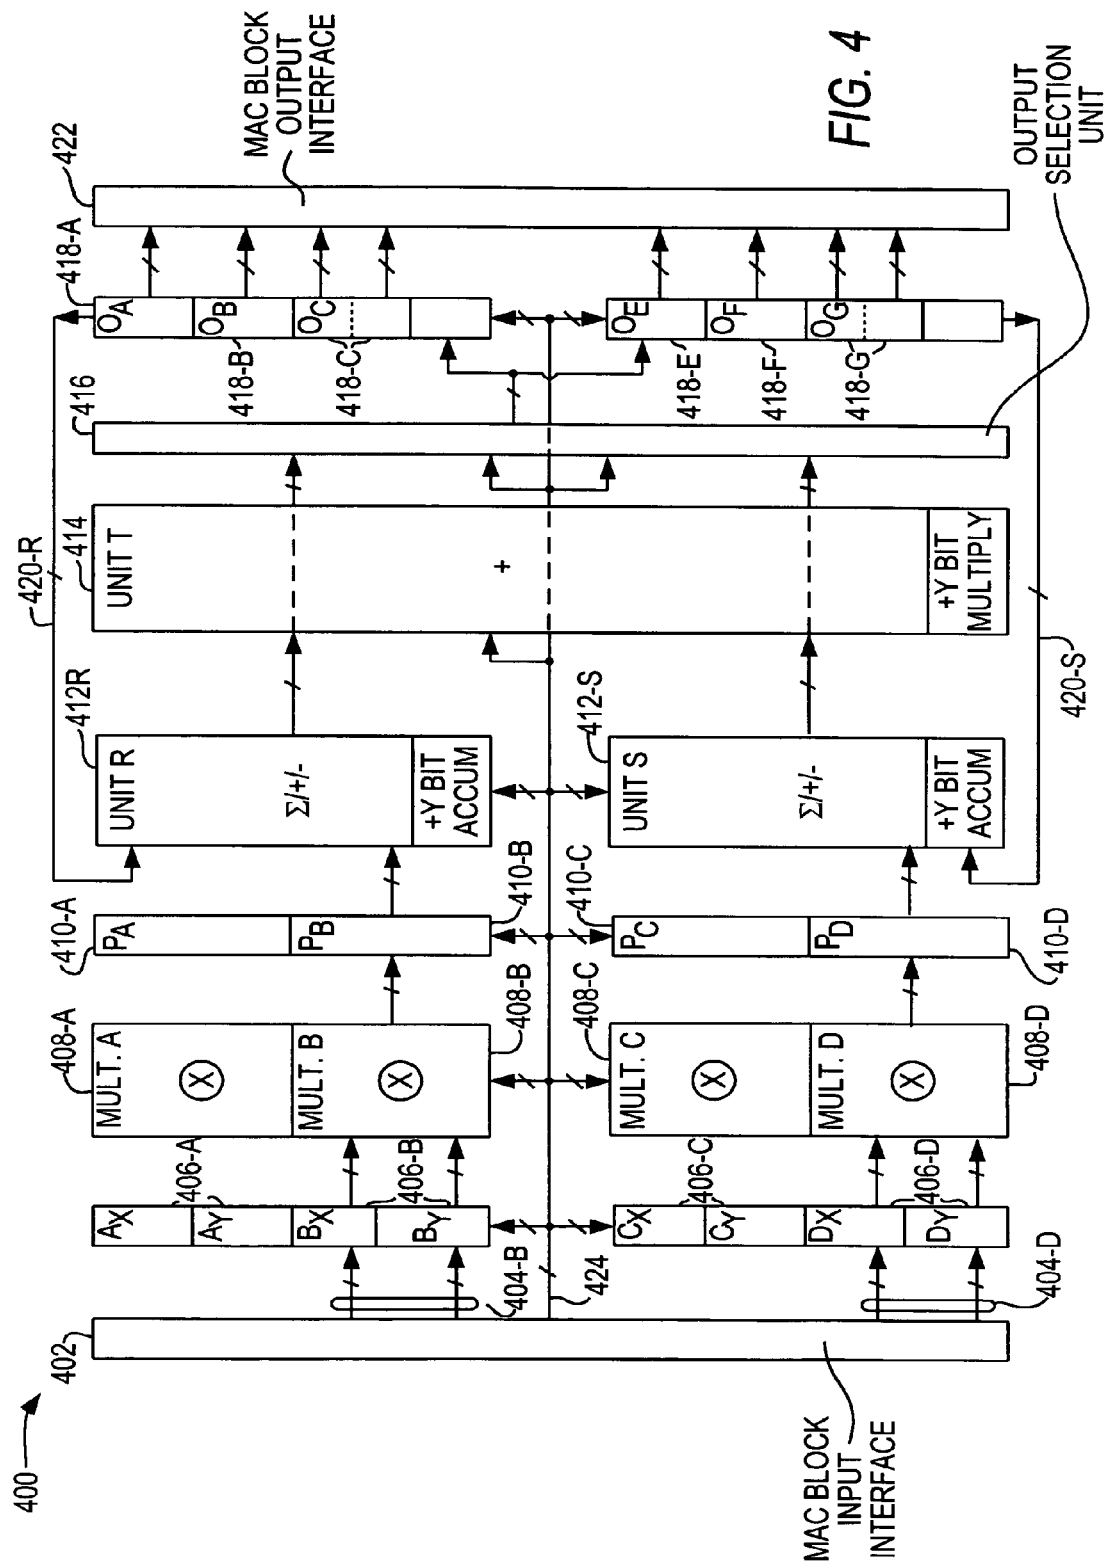 400
402
MAC BLOCK
INPUT
INTERFACE
404-B
404-D
424
AX
AY
BX
BY
406-A
406-B
CX
CY
DX
DY
406-C
406-D
408-A
MULT. A
X
MULT. B
X
408-B
408-C
MULT. C
X
MULT. D
X
408-D
410-A
PA
PB
410-B
410-C
PC
PD
410-D
412R
UNIT R
Σ/+/-
+Y BIT
ACCUM
412-S
UNIT S
Σ/+/-
+Y BIT
ACCUM
420-R
420-S
414
UNIT T
+
+Y BIT
MULTIPLY
416
OUTPUT
SELECTION
UNIT
418-A
OA
OB
OC
418-B
418-C
OE
OF
OG
418-E
418-F
418-G
422
MAC BLOCK
OUTPUT
INTERFACE
FIG. 4